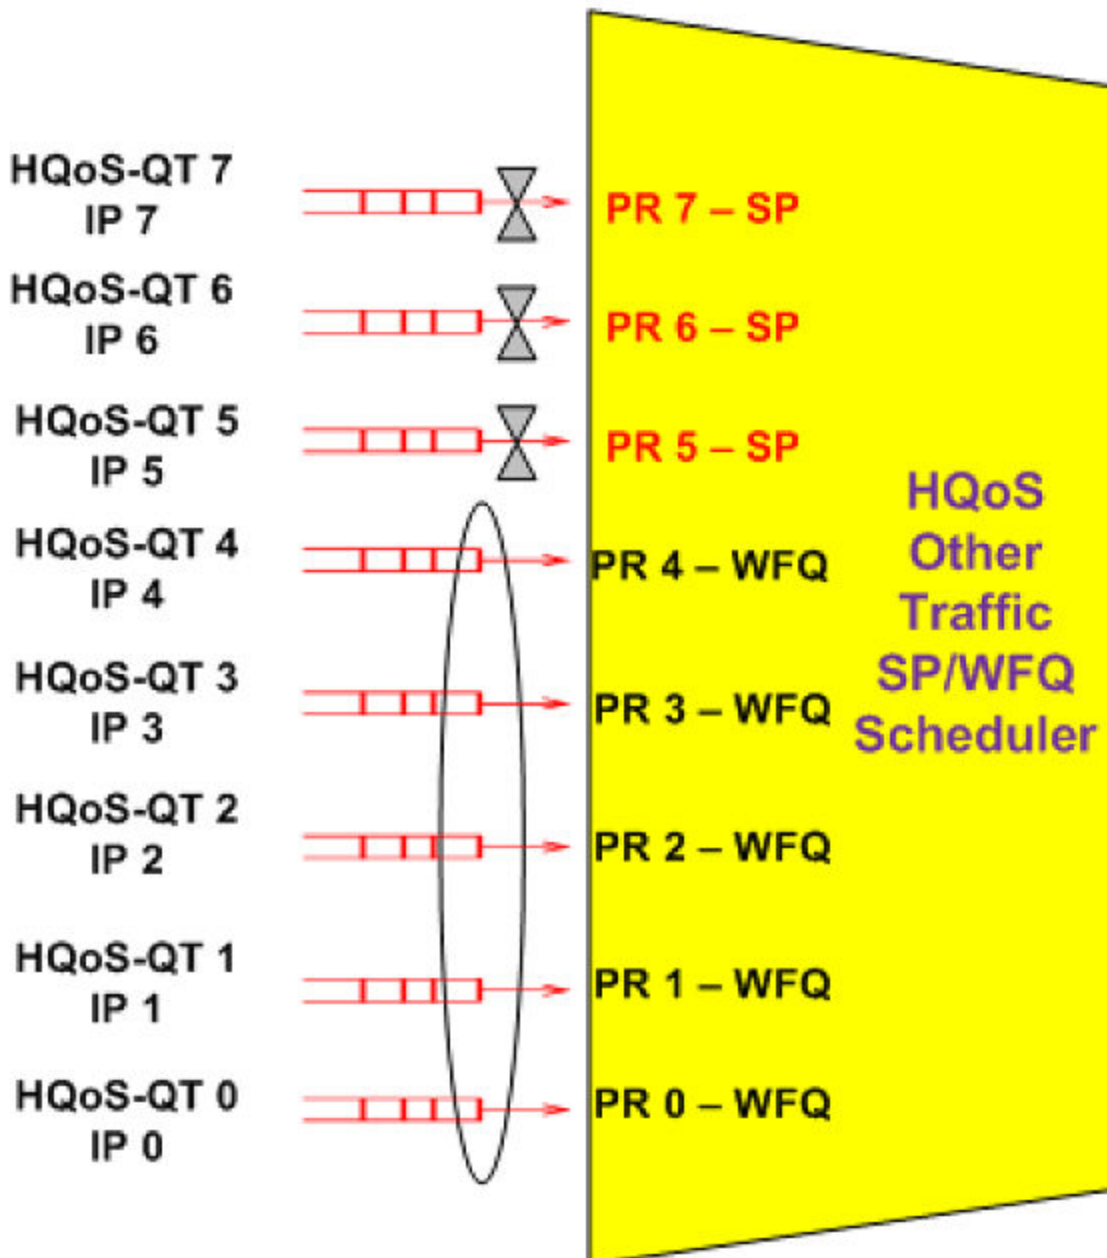 HQoS-QT 7
IP 7
PR 7 – SP
HQoS-QT 6
IP 6
PR 6 – SP
HQoS-QT 5
IP 5
PR 5 – SP
HQoS-QT 4
IP 4
PR 4 – WFQ
HQoS-QT 3
IP 3
PR 3 – WFQ
HQoS-QT 2
IP 2
PR 2 – WFQ
HQoS-QT 1
IP 1
PR 1 – WFQ
HQoS-QT 0
IP 0
PR 0 – WFQ
HQoS
Other
Traffic
SP/WFQ
Scheduler